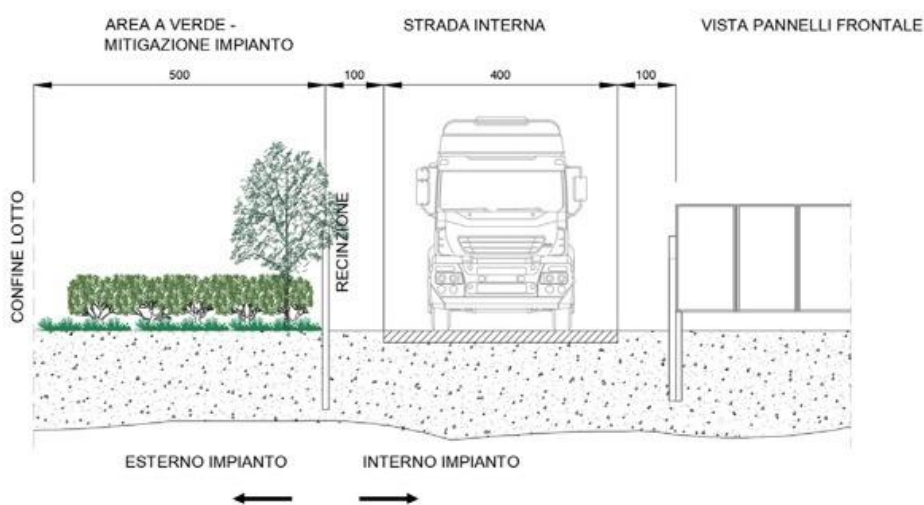 AREA A VERDE -
MITIGAZIONE IMPIANTO
STRADA INTERNA
VISTA PANNELLI FRONTALE
500
100
400
100
CONFINE LOTTO
RECINZIONE
ESTERNO IMPIANTO
INTERNO IMPIANTO